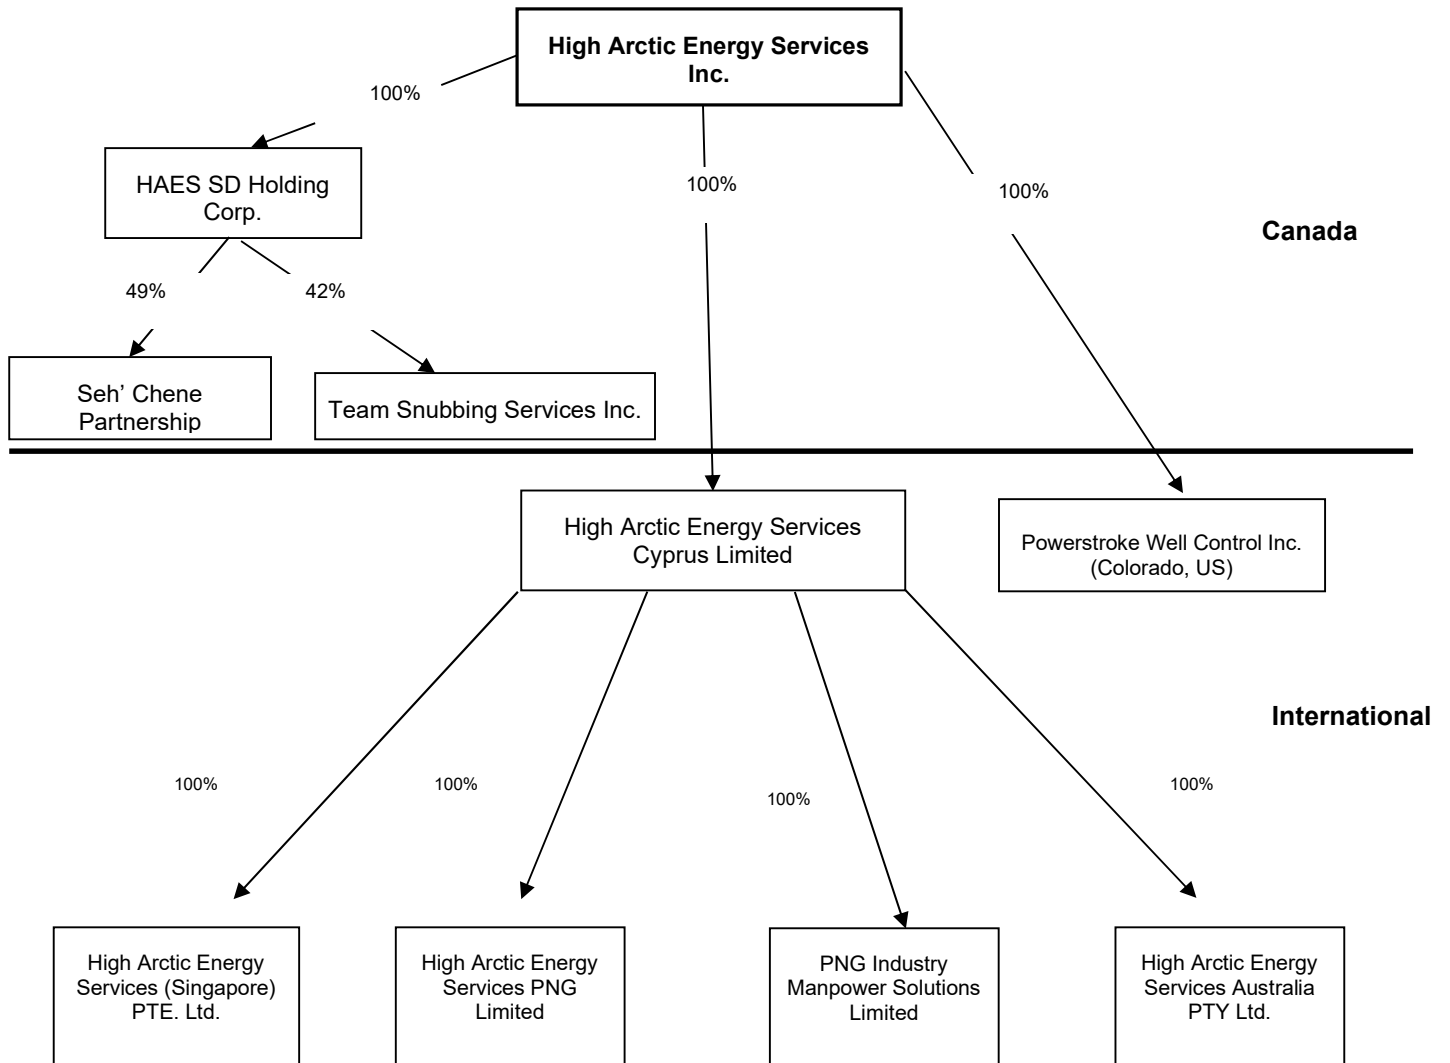 High Arctic Energy Services
Inc.
100%
HAES SD Holding
Corp.
100%
100%
Canada
49%
42%
Seh’ Chene
Partnership
Team Snubbing Services Inc.
High Arctic Energy Services
Cyprus Limited
Powerstroke Well Control Inc.
(Colorado, US)
International
100%
100%
100%
100%
High Arctic Energy
Services (Singapore)
PTE. Ltd.
High Arctic Energy
Services PNG
Limited
PNG Industry
Manpower Solutions
Limited
High Arctic Energy
Services Australia
PTY Ltd.